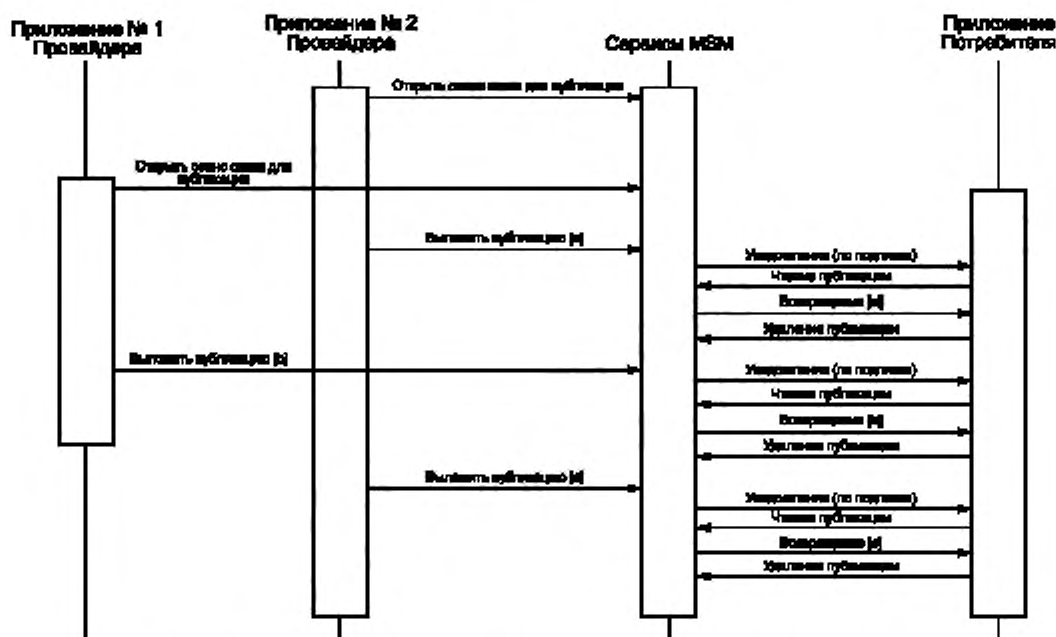 Приложение № 1
Провайдера
Приложение № 2
Провайдера
Сервисы MSM
Приложение
Потребителя
Открыть сеанс связи для публикации
Открыть сеанс связи для
публикации
Выложить публикацию [a]
Уведомление (по подписке)
Чтение публикации
Возвращение [a]
Удаление публикации
Выложить публикацию [b]
Уведомление (по подписке)
Чтение публикации
Возвращение [b]
Удаление публикации
Выложить публикацию
Уведомление (по подписке)
Чтение публикации
Возвращение
Удаление публикации